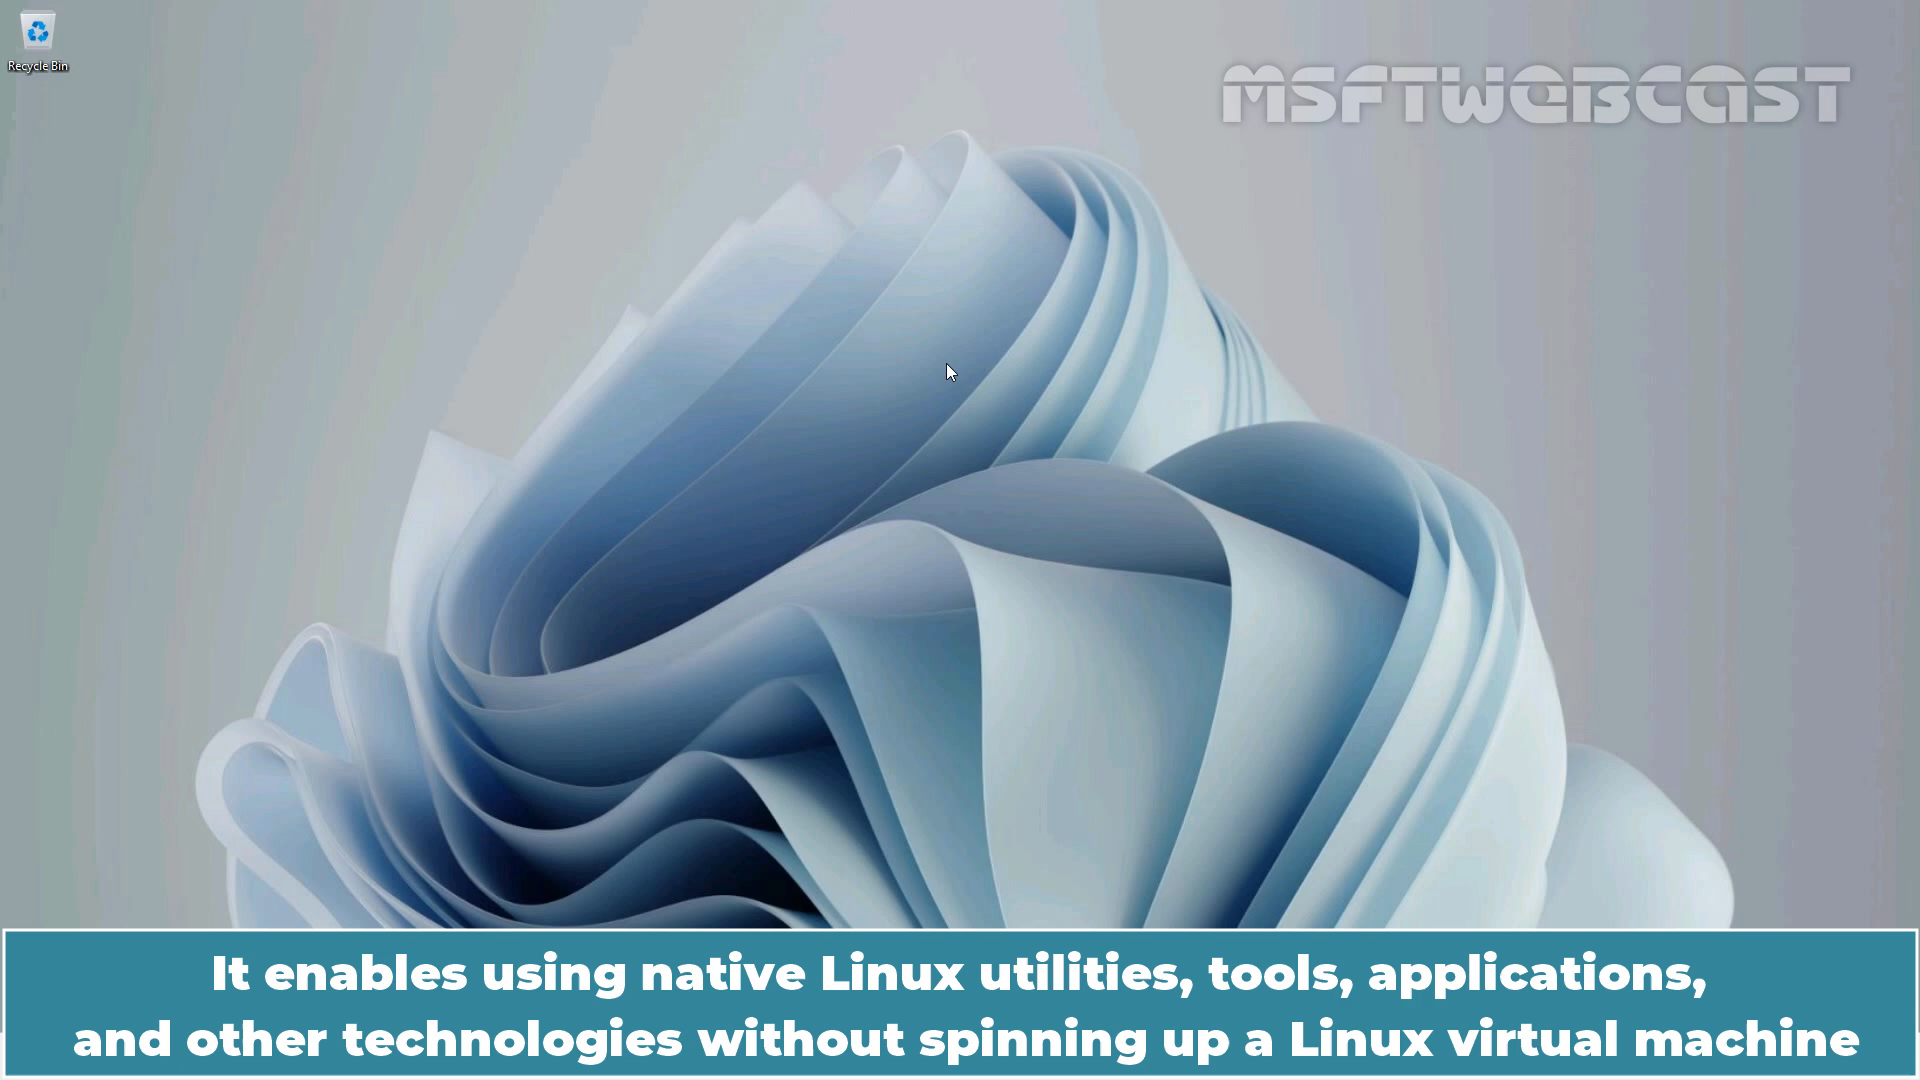 Recycle Bin
MSFTWEBCAST
It enables using native Linux utilities, tools, applications,
and other technologies without spinning up a Linux virtual machine